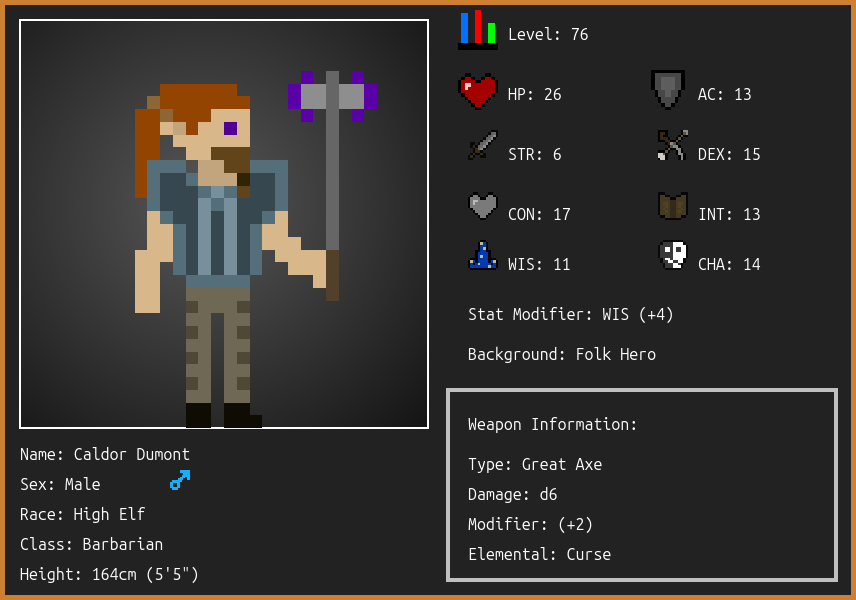 Level: 76
HP: 26
AC: 13
STR: 6
DEX: 15
CON: 17
INT: 13
WIS: 11
CHA: 14
Stat Modifier: WIS (+4)
Background: Folk Hero
Weapon Information:
Type: Great Axe
Damage: d6
Modifier: (+2)
Elemental: Curse
Name: Caldor Dumont
Sex: Male
Race: High Elf
Class: Barbarian
Height: 164cm (5'5")